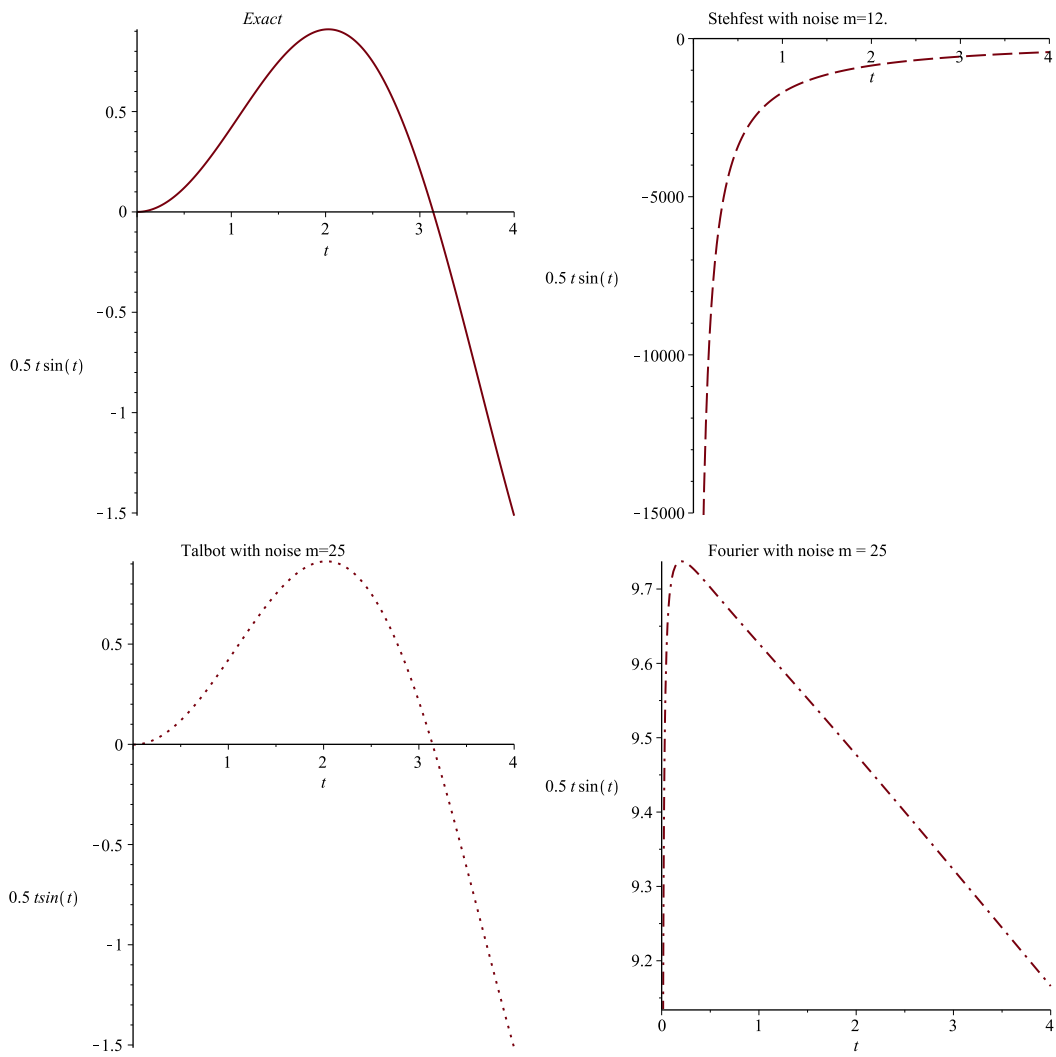 Exact
0.5
0
1 2 3 4
t
−0.5
0.5 t sin(t)
−1
−1.5
Stehfest with noise m=12.
0
1 2 3 4
t
−5000
0.5 t sin(t)
−10000
−15000
Talbot with noise m=25
0.5
0
1 2 3 4
t
−0.5
0.5 tsin(t)
−1
−1.5
Fourier with noise m = 25
9.7
9.6
9.5
0.5 t sin(t)
9.4
9.3
9.2
0 1 2 3 4
t